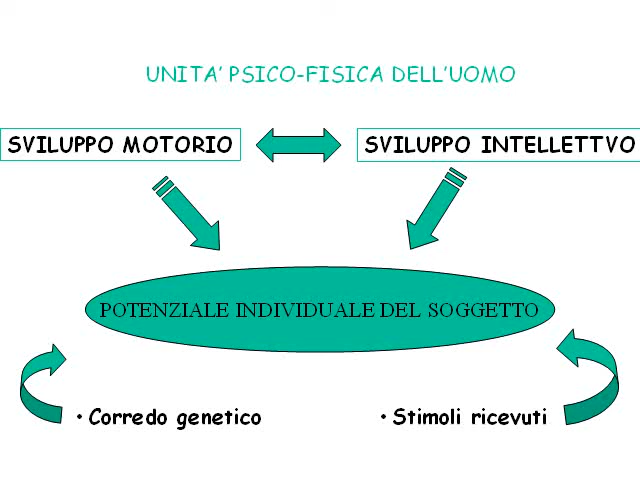 UNITA' PSICO-FISICA DELL'UOMO
SVILUPPO MOTORIO
SVILUPPO INTELLETTVO
POTENZIALE INDIVIDUALE DEL SOGGETTO
• Corredo genetico
• Stimoli ricevuti